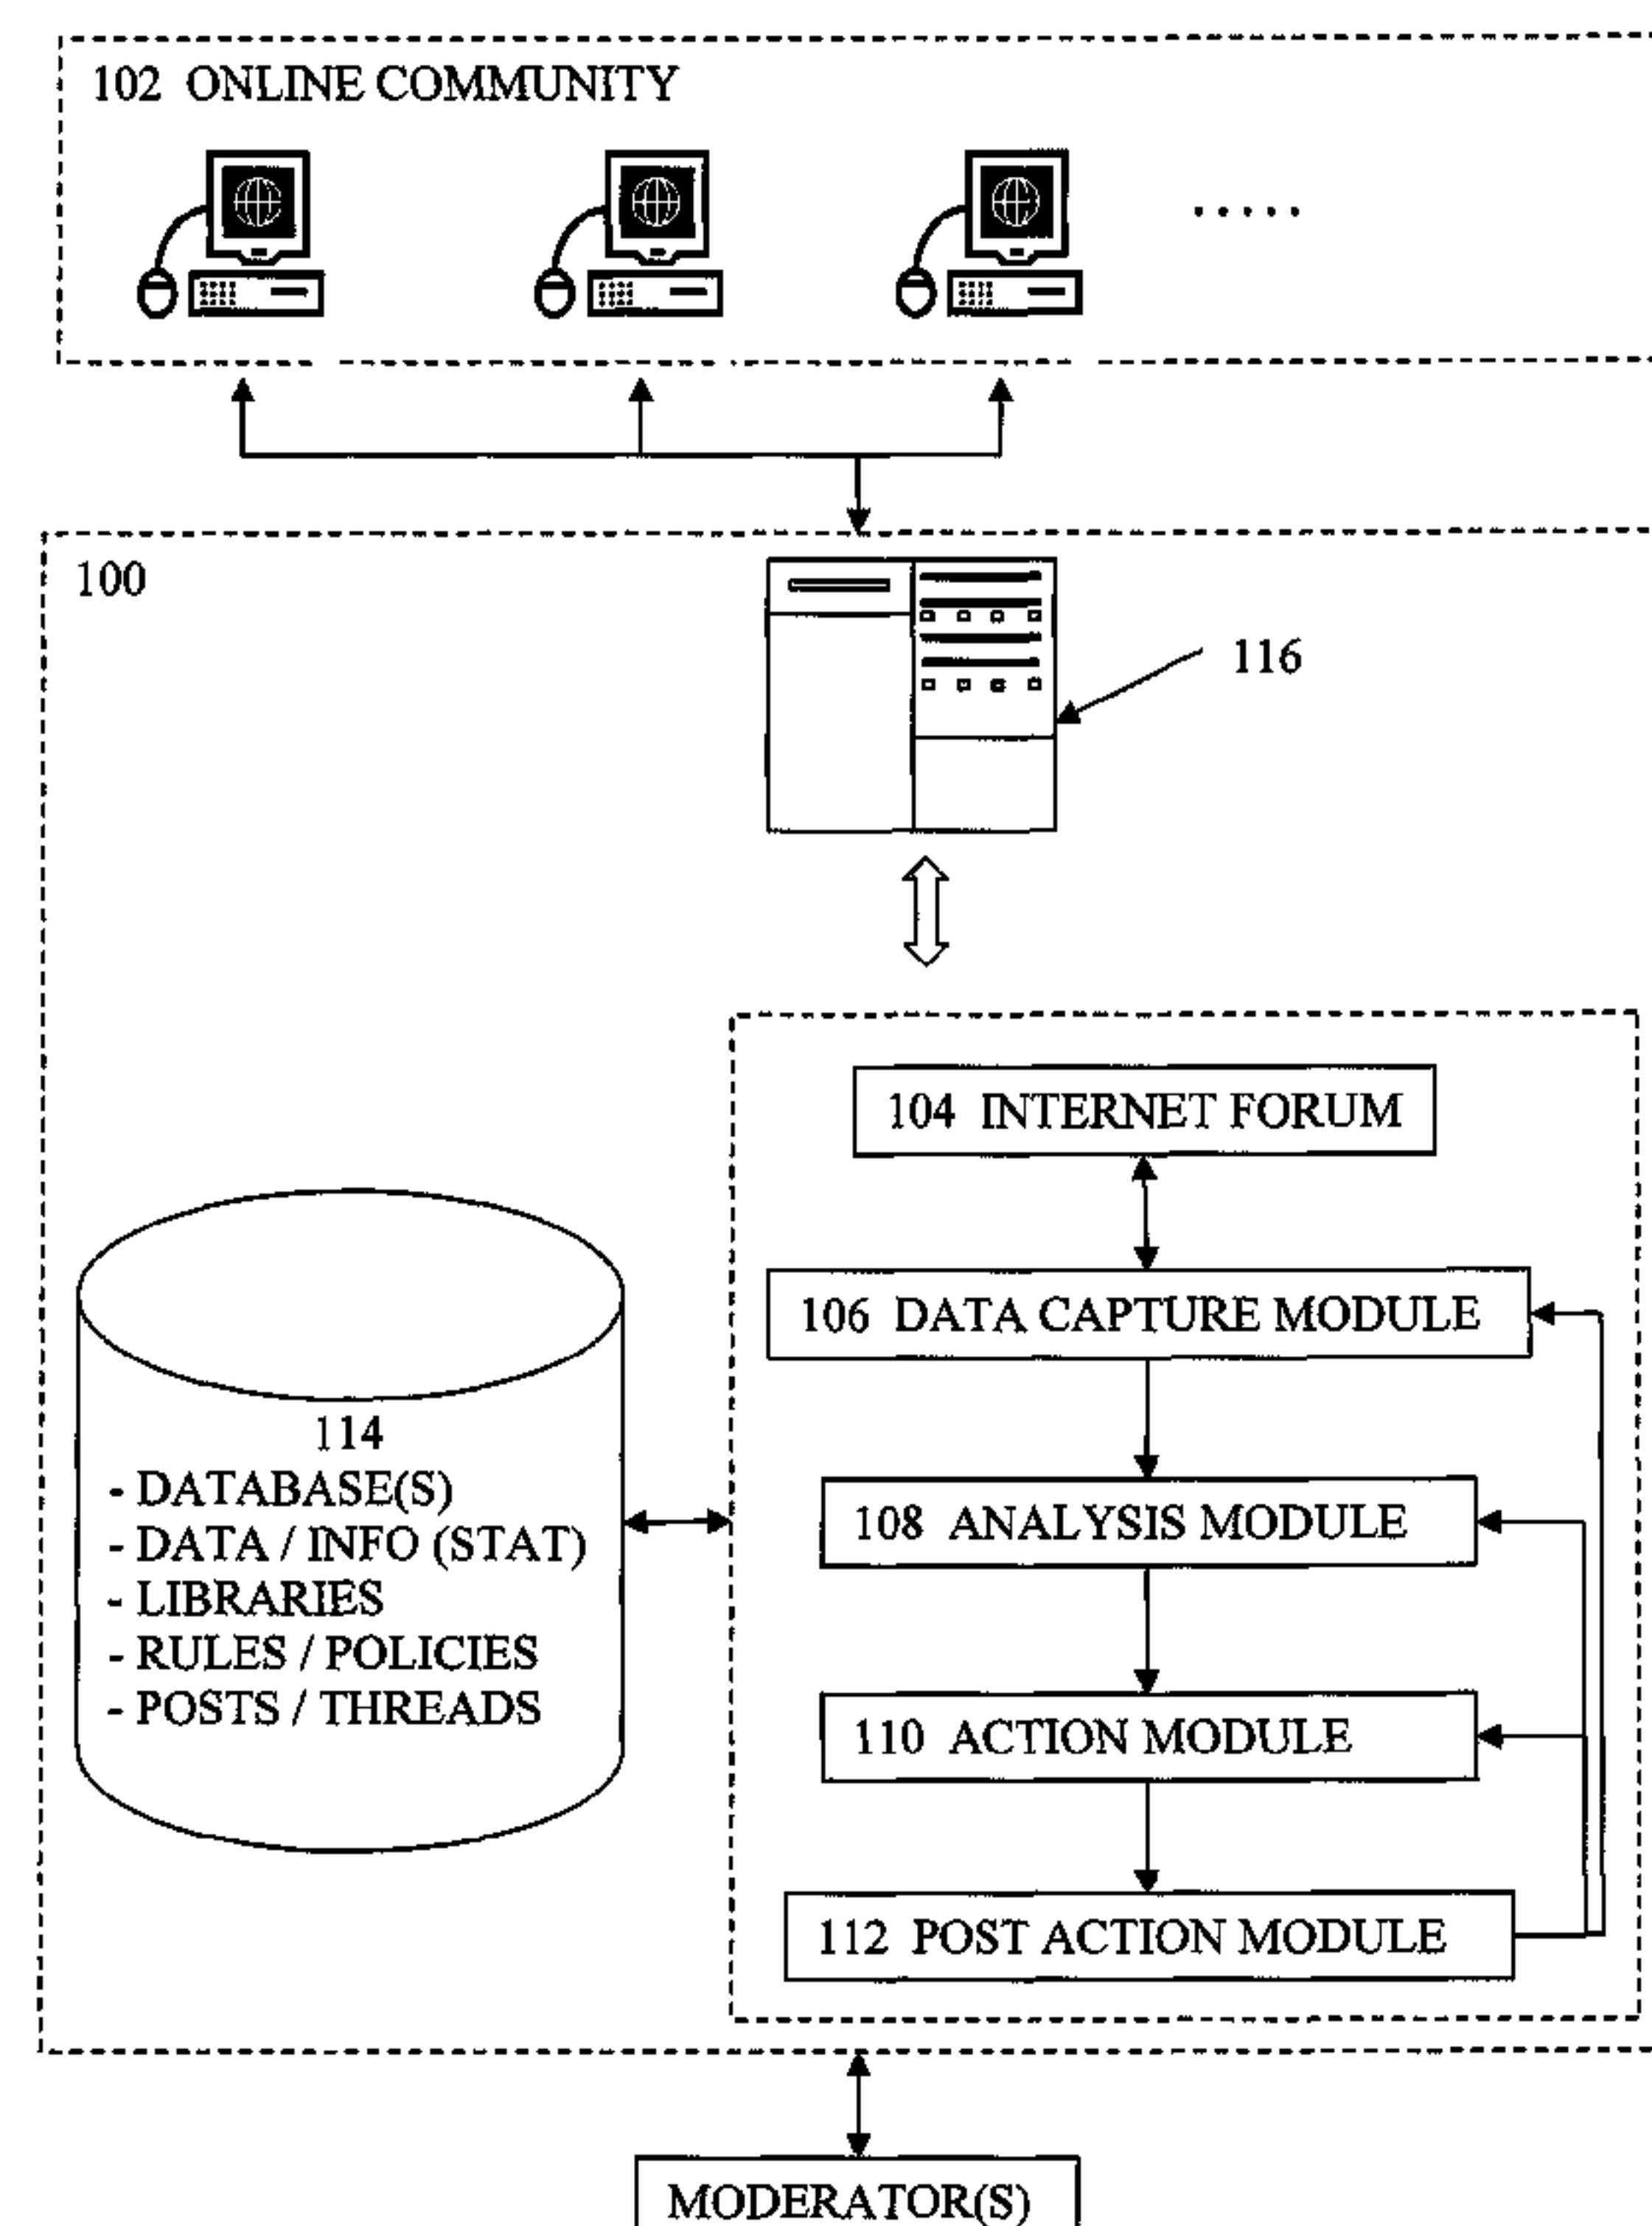 102 ONLINE COMMUNITY
.....
100
116
104 INTERNET FORUM
106 DATA CAPTURE MODULE
114
- DATABASE(S)
- DATA / INFO (STAT)
- LIBRARIES
- RULES / POLICIES
- POSTS / THREADS
108 ANALYSIS MODULE
110 ACTION MODULE
112 POST ACTION MODULE
MODERATOR(S)